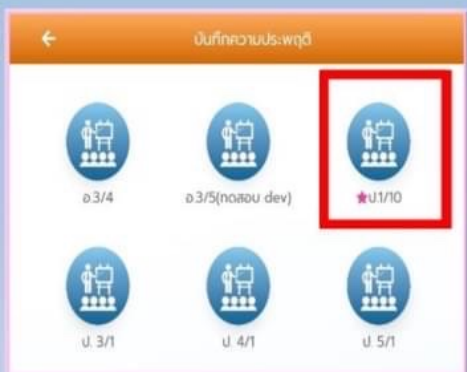 บันทึกความประพฤติ
อ.3/4
อ.3/5(ทดสอบ dev)
ป.1/10
ป. 3/1
ป. 4/1
ป. 5/1